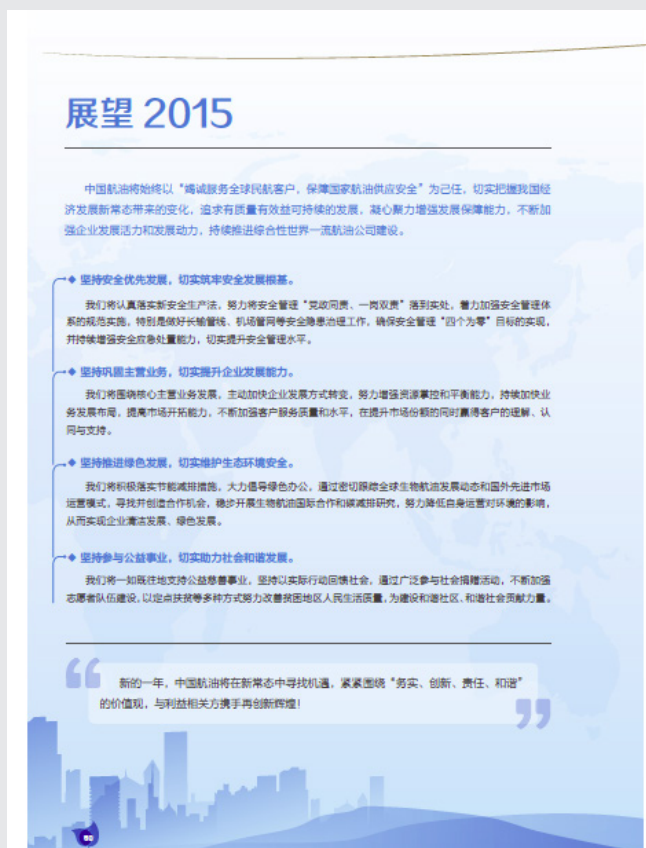 展望 2015
中国航油将始终以“竭诚服务全球民航客户，保障国家航油供应安全”为己任，切实把握我国经
济发展新常态带来的变化，追求有质量有效益可持续的发展，凝心聚力增强发展保障能力，不断加
强企业发展活力和发展动力，持续推进综合性世界一流航油公司建设。
◆ 坚持安全优先发展，切实筑牢安全发展根基。
我们将认真落实新安全生产法，努力将安全管理“党政同责、一岗双责”落到实处，着力加强安全管理体
系的规范实施，特别是做好长输管线、机场管网等安全隐患治理工作，确保安全管理“四个为零”目标的实现，
并持续增强安全应急处置能力，切实提升安全管理水平。
◆ 坚持巩固主营业务，切实提升企业发展能力。
我们将围绕核心主营业务发展，主动加快企业发展方式转变，努力增强资源掌控和平衡能力，持续加快业
务发展布局，提高市场开拓能力，不断加强客户服务质量和水平，在提升市场份额的同时赢得客户的理解、认
同与支持。
◆ 坚持推进绿色发展，切实维护生态环境安全。
我们将积极落实节能减排措施，大力倡导绿色办公，通过密切跟踪全球生物航油发展动态和国外先进市场
运营模式，寻找并创造合作机会，稳步开展生物航油国际合作和碳减排研究，努力降低自身运营对环境的影响，
从而实现企业清洁发展、绿色发展。
◆ 坚持参与公益事业，切实助力社会和谐发展。
我们将一如既往地支持公益慈善事业，坚持以实际行动回馈社会，通过广泛参与社会捐赠活动，不断加强
志愿者队伍建设，以定点扶贫等多种方式努力改善贫困地区人民生活质量，为建设和谐社区、和谐社会贡献力量。
新的一年，中国航油将在新常态中寻找机遇，紧紧围绕“务实、创新、责任、和谐”
的价值观，与利益相关方携手再创新辉煌！